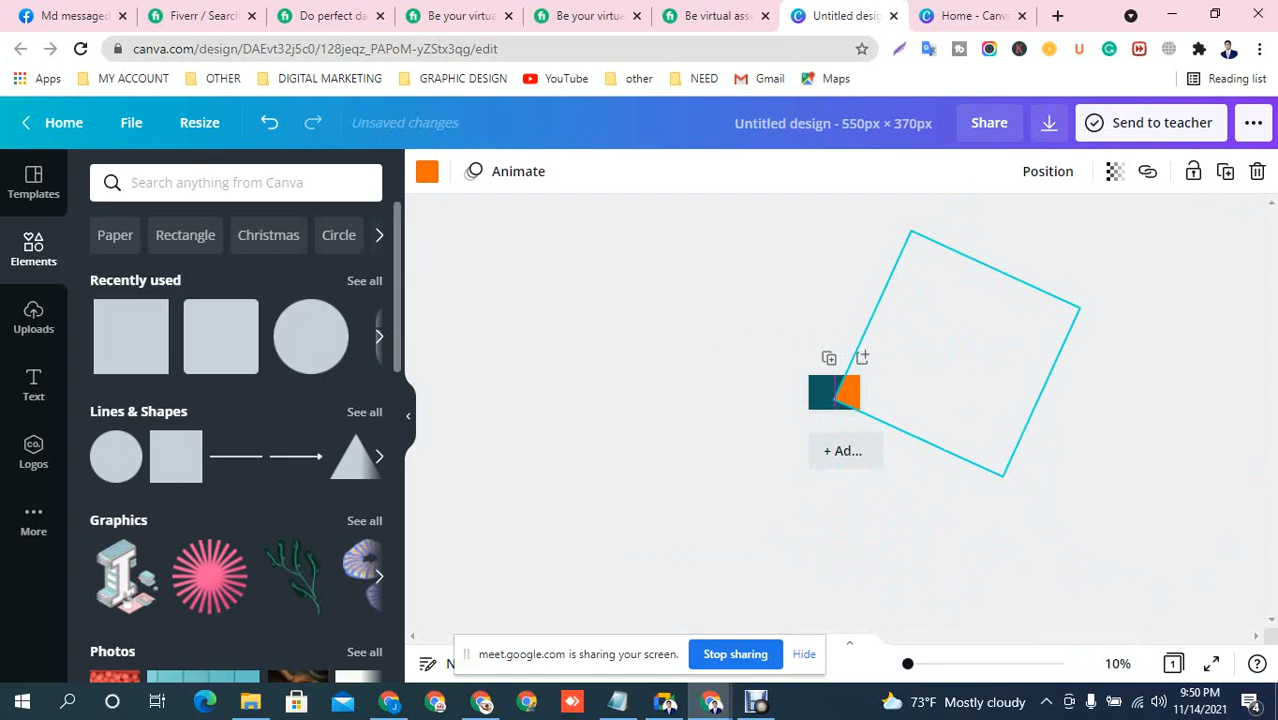 Md messaged
Fiverr / Search
Do perfect da
Be your virtua
Be your virtua
Be virtual ass
Untitled desig
Home - Canva
canva.com/design/DAEvt32j5c0/128jeqz_PAPoM-yZStx3qg/edit
Apps
MY ACCOUNT
OTHER
DIGITAL MARKETING
GRAPHIC DESIGN
YouTube
other
NEED
Gmail
Maps
Reading list
Home
File
Resize
Unsaved changes
Untitled design - 550px × 370px
Share
Send to teacher
Templates
Elements
Uploads
Text
CO.
Logos
More
Search anything from Canva
Paper
Rectangle
Christmas
Circle
Recently used
See all
Lines & Shapes
See all
Graphics
See all
Photos
See all
Animate
Position
+ Ad...
meet.google.com is sharing your screen.
Stop sharing
Hide
10%
1
73°F Mostly cloudy
9:50 PM
11/14/2021
4